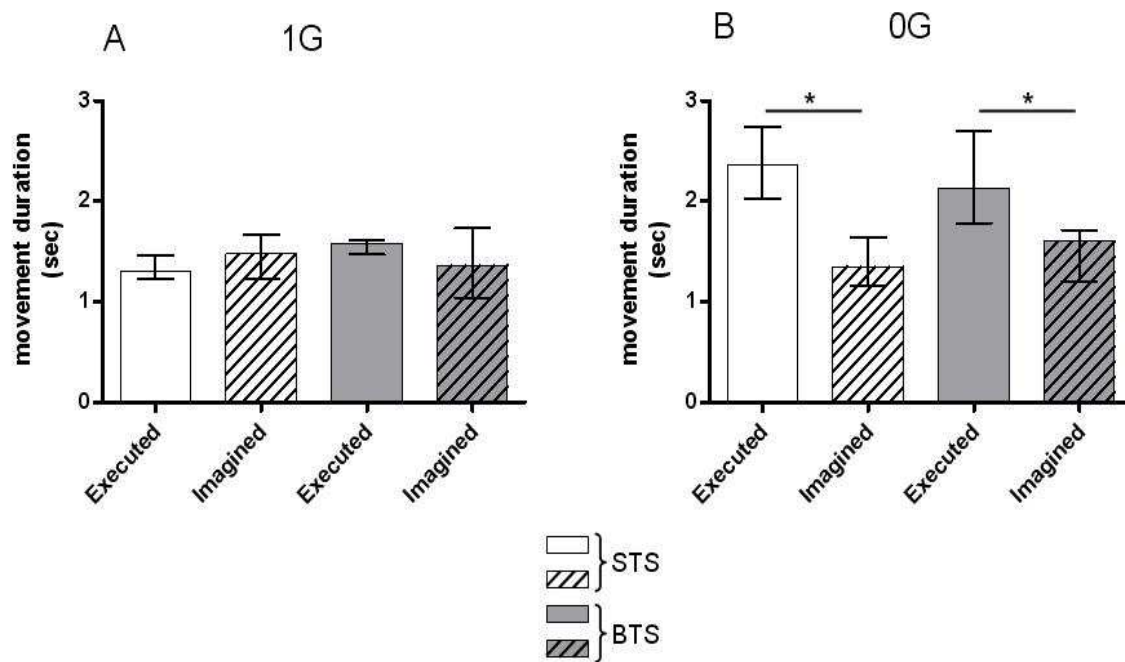 A 1G
3
2
1
0
movement duration
(sec)
Executed
Imagined
Executed
Imagined
B 0G
* *
3
2
1
0
movement duration
(sec)
Executed
Imagined
Executed
Imagined
STS
BTS